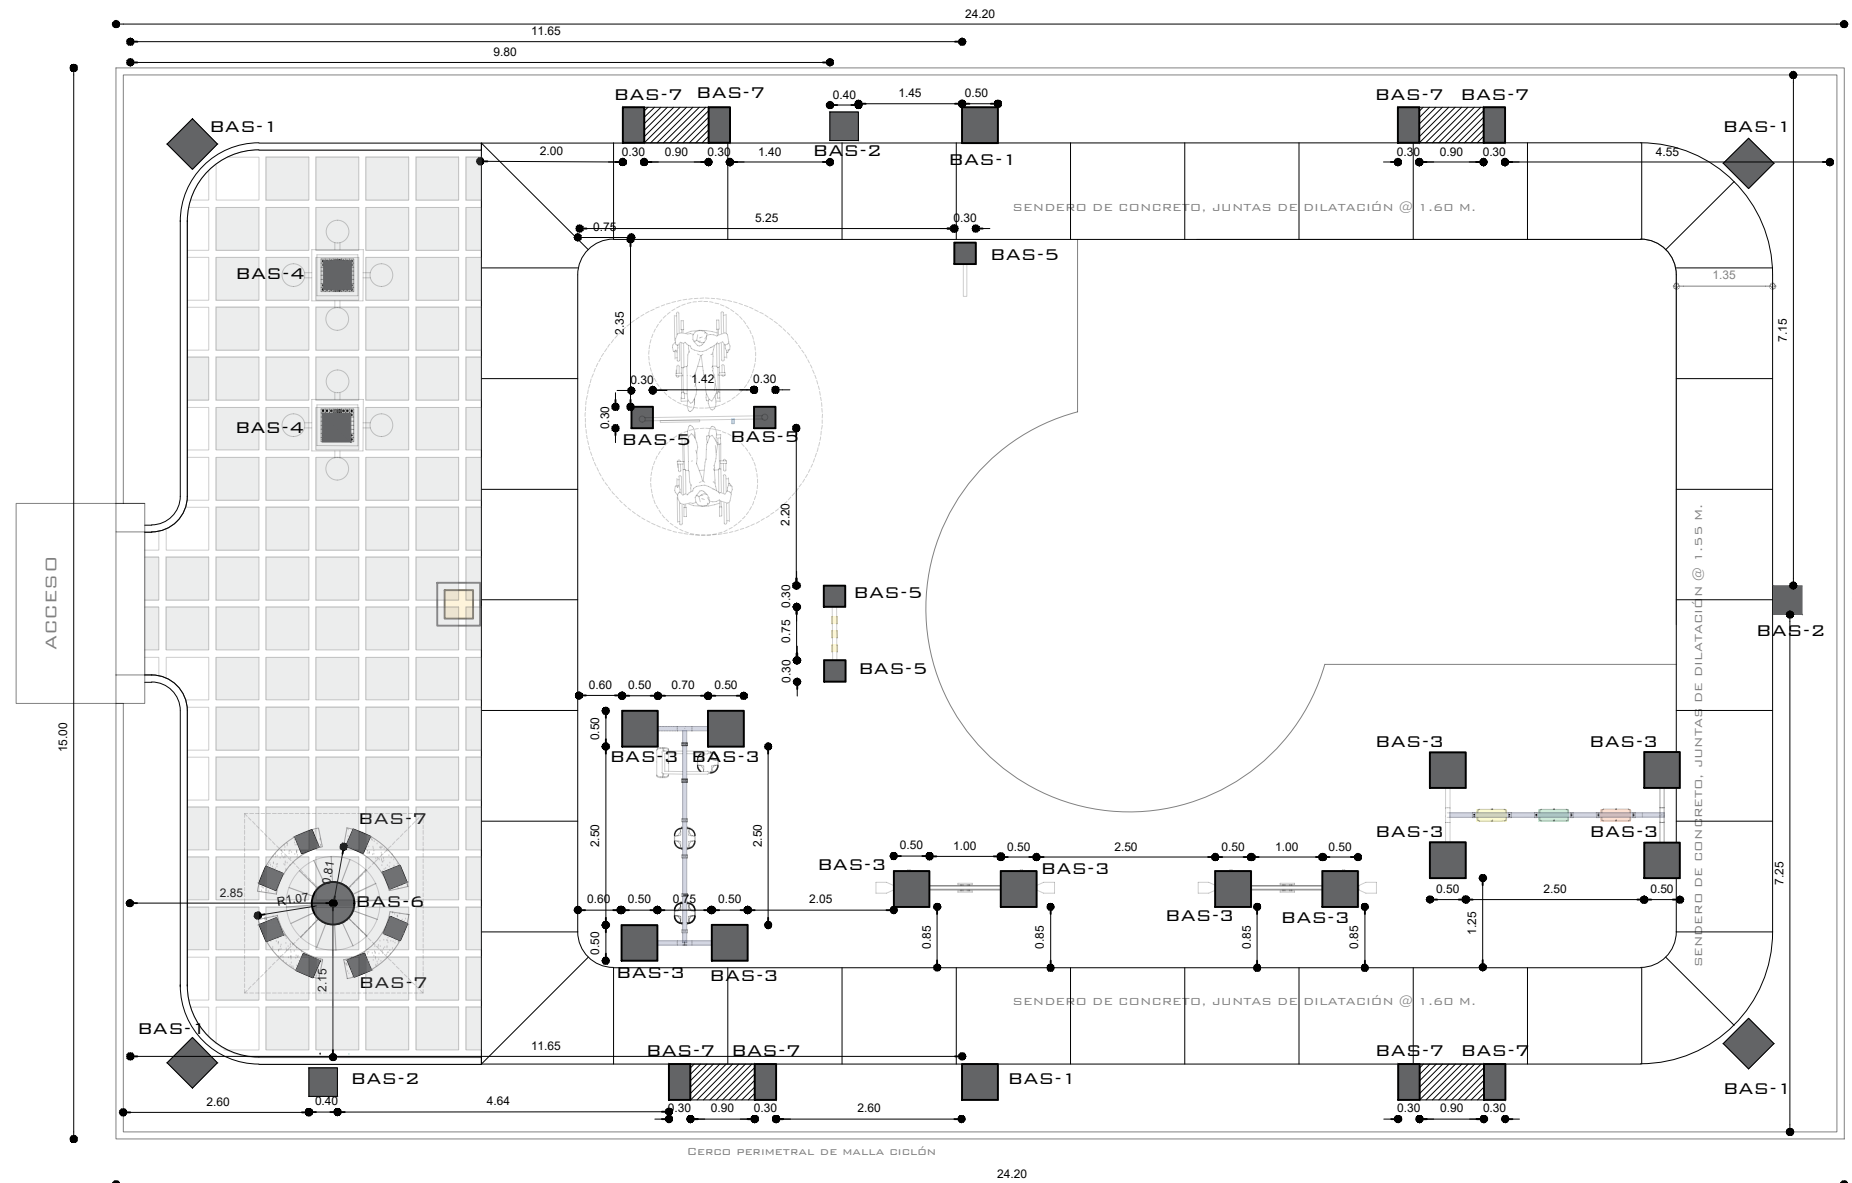 24.20
11.65
9.80
BAS-7 BAS-7
0.40 1.45 0.50
BAS-7 BAS-7
BAS-1
BAS-1
BAS-2
BAS-1
2.00 0.30 0.90 0.30 1.40
0.30 0.90 0.30 4.55
SENDERO DE CONCRETO, JUNTAS DE DILATACIÓN @ 1.60 M.
5.25 0.30
0.75
BAS-5
BAS-4
1.35
2.35
7.15
0.30 1.42 0.30
0.30
BAS-4
BAS-5 BAS-5
2.20
ACCESO
SENDERO DE CONCRETO, JUNTAS DE DILATACIÓN @ 1.55 M.
0.30
BAS-5
0.75
BAS-2
0.30
BAS-5
0.60 0.50 0.70 0.50
15.00
0.50
BAS-3 BAS-3
BAS-3 BAS-3
BAS-7
2.50
2.50
BAS-3 BAS-3
0.50 1.00 0.50 2.50 0.50 1.00 0.50
BAS-3 BAS-3
0.81
2.85 R1.07 BAS-6
0.60 0.50 0.75 0.50 2.05
BAS-3 BAS-3
0.50 2.50 0.50
7.25
0.50
0.85 0.85 0.85 0.85
1.25
BAS-3 BAS-3
2.15
BAS-7
SENDERO DE CONCRETO, JUNTAS DE DILATACIÓN @ 1.60 M.
BAS-1
11.65
BAS-7 BAS-7
BAS-7 BAS-7
BAS-2
BAS-1
BAS-1
2.60 0.40 4.64 0.30 0.90 0.30 2.60
0.30 0.90 0.30
CERCO PERIMETRAL DE MALLA CICLÓN
24.20